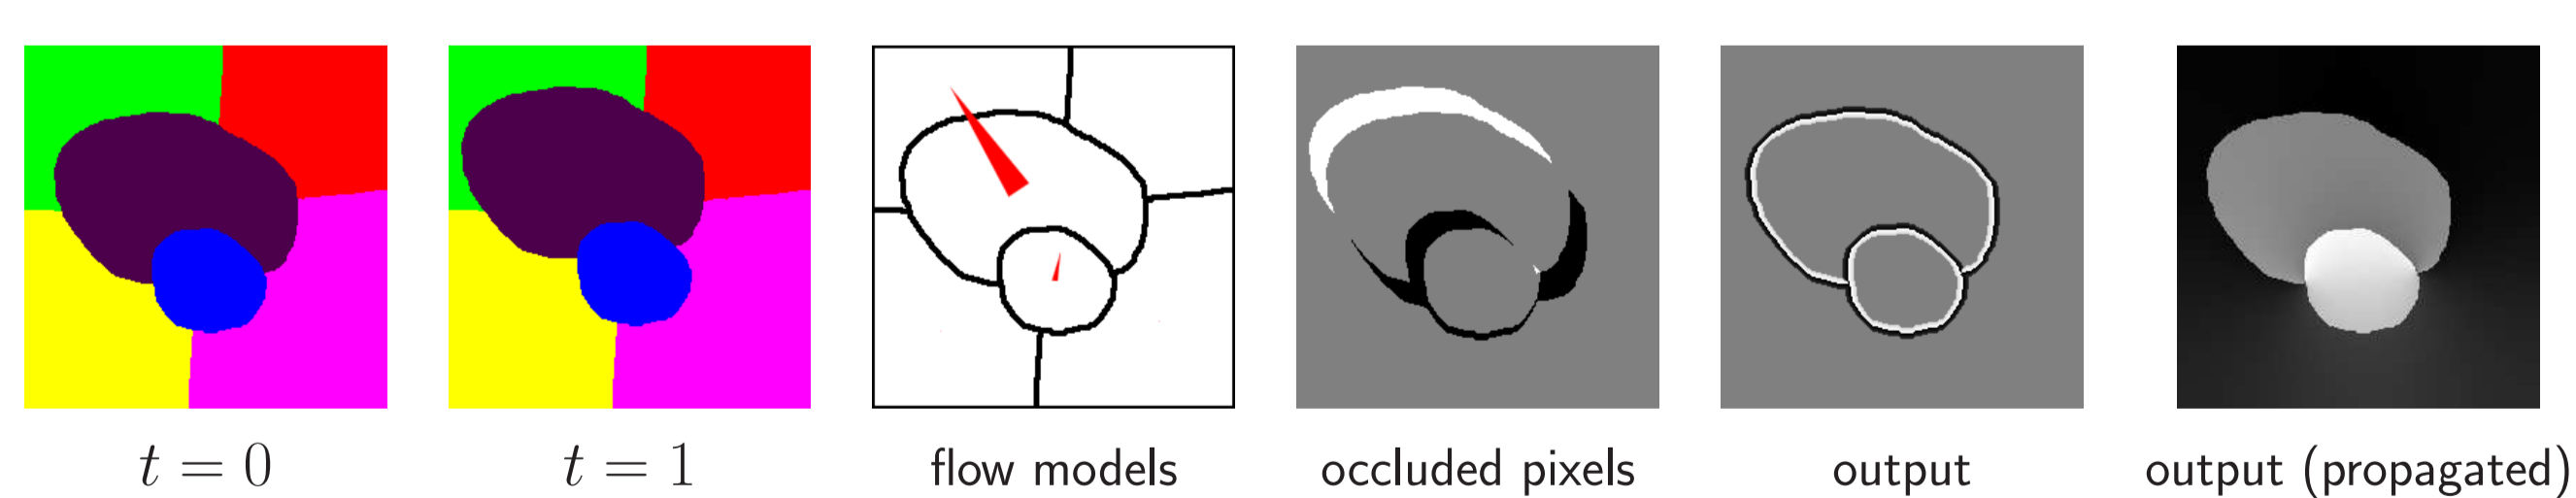 t = 0
t = 1
flow models
occluded pixels
output
output (propagated)